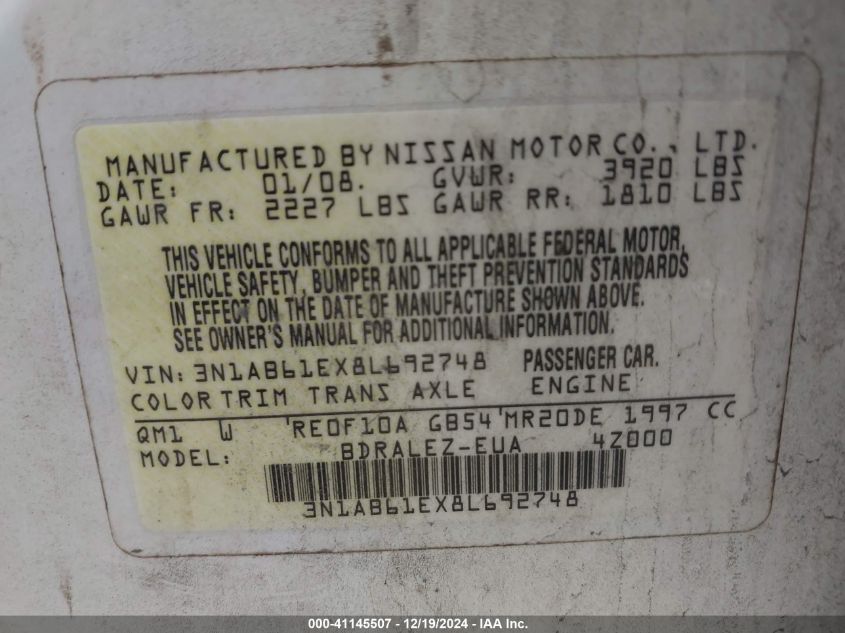 MANUFACTURED BY NISSAN MOTOR CO., LTD.
DATE: 01/08. GVWR: 3920 LBS
GAWR FR: 2227 LBS GAWR RR: 1810 LBS
THIS VEHICLE CONFORMS TO ALL APPLICABLE FEDERAL MOTOR,
VEHICLE SAFETY, BUMPER AND THEFT PREVENTION STANDARDS
IN EFFECT ON THE DATE OF MANUFACTURE SHOWN ABOVE.
SEE OWNER'S MANUAL FOR ADDITIONAL INFORMATION.
VIN: 3N1AB61EX8L692748 PASSENGER CAR.
COLOR TRIM TRANS AXLE ENGINE
QM1 W RE0F10A GB54 MR20DE 1997 CC
MODEL: BDRALEZ-EUA 4Z000
3N1AB61EX8L692748
000-41145507 - 12/19/2024 - IAA Inc.